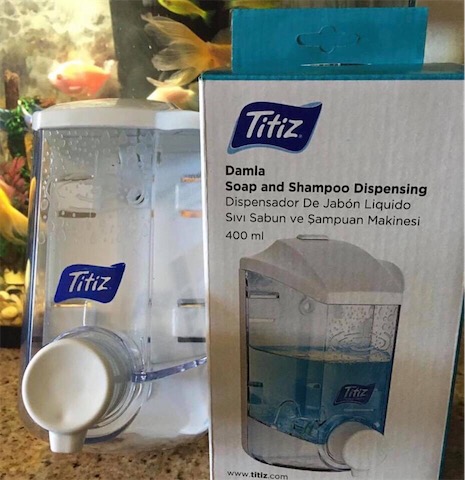 Titiz
Damla
Soap and Shampoo Dispensing
Dispensador De Jabón Liquido
Sıvı Sabun ve Şampuan Makinesi
400 ml
Titiz
Titiz
www.titiz.com